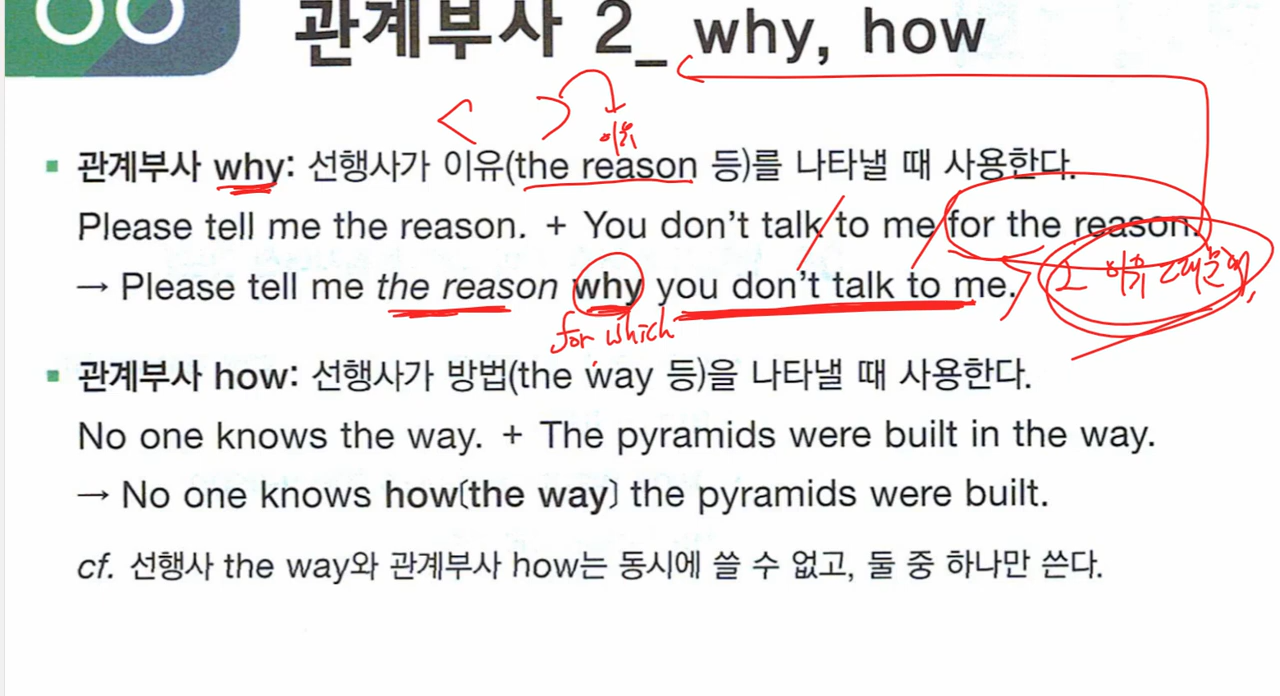 관계부사 2_ why, how
이유
관계부사 why: 선행사가 이유(the reason 등)를 나타낼 때 사용한다.
Please tell me the reason. + You don't talk to me for the reason.
→ Please tell me the reason why you don't talk to me.
for which
관계부사 how: 선행사가 방법(the way 등)을 나타낼 때 사용한다.
No one knows the way. + The pyramids were built in the way.
→ No one knows how(the way) the pyramids were built.
cf. 선행사 the way와 관계부사 how는 동시에 쓸 수 없고, 둘 중 하나만 쓴다.